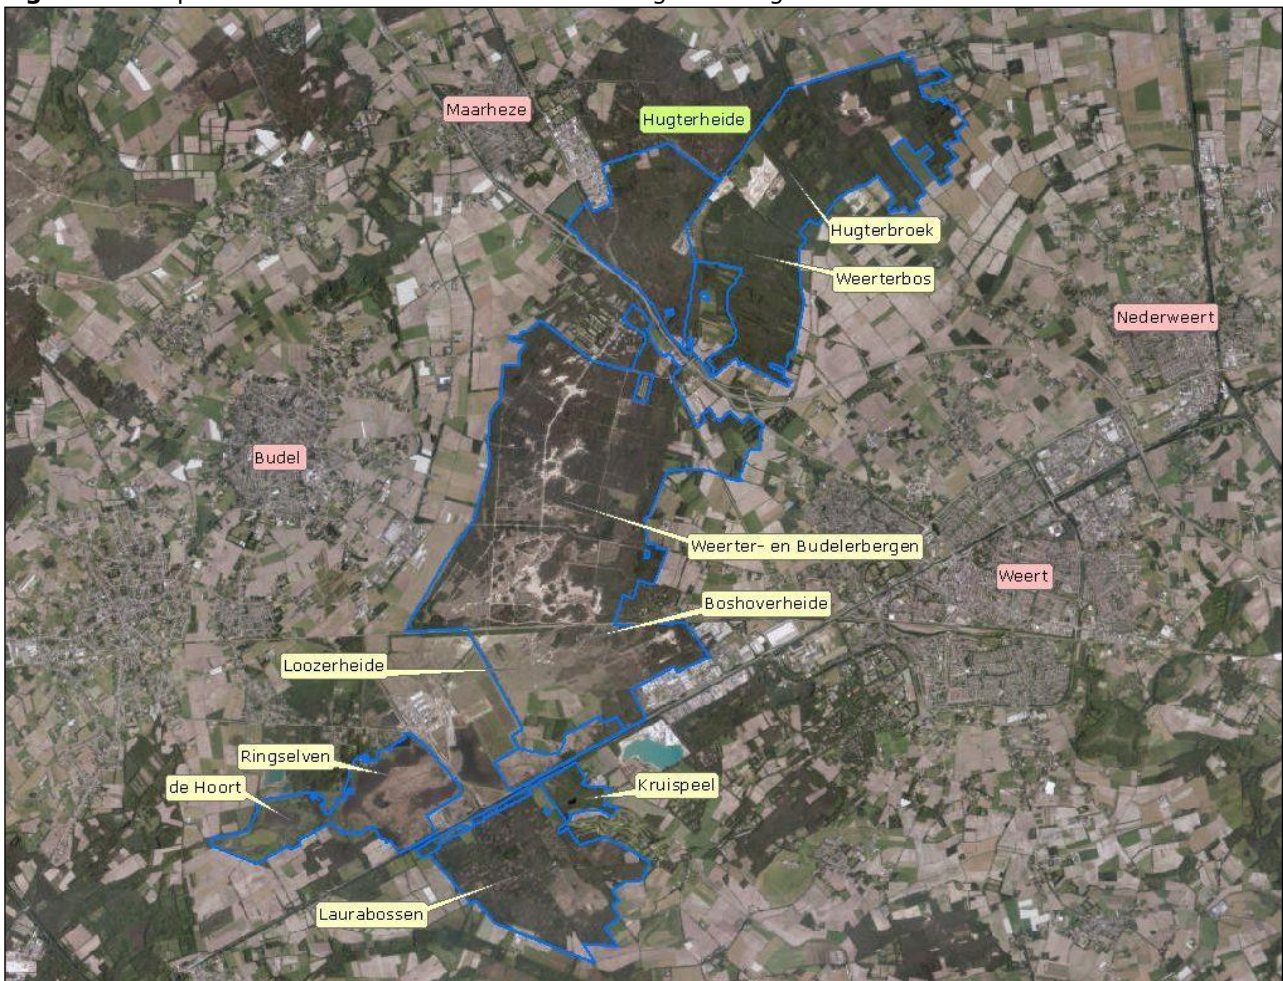 Maarheze
Hugterheide
Hugterbroek
Weerterbos
Nederweert
Budel
Weerter- en Budelerbergen
Weert
Boshoverheide
Loozerheide
Ringselven
de Hoort
Kruispeel
Laurabossen